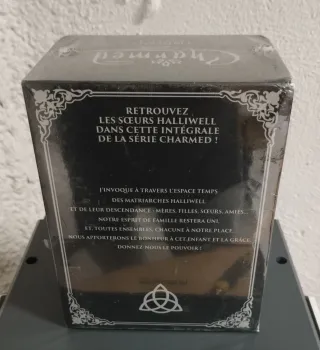 Charmed
RETROUVEZ
LES SŒURS HALLIWELL
DANS CETTE INTÉGRALE
DE LA SÉRIE CHARMED !
J'INVOQUE À TRAVERS L'ESPACE TEMPS
DES MATRIARCHES HALLIWELL
ET DE LEUR DESCENDANCE : MÈRES, FILLES, SŒURS, AMIES...
NOTRE ESPRIT DE FAMILLE RESTERA UNI,
ET, TOUTES ENSEMBLES, CHACUNE À NOTRE PLACE,
NOUS APPORTERONS LE BONHEUR À CET ENFANT ET LA GRÂCE.
DONNEZ-NOUS LE POUVOIR !